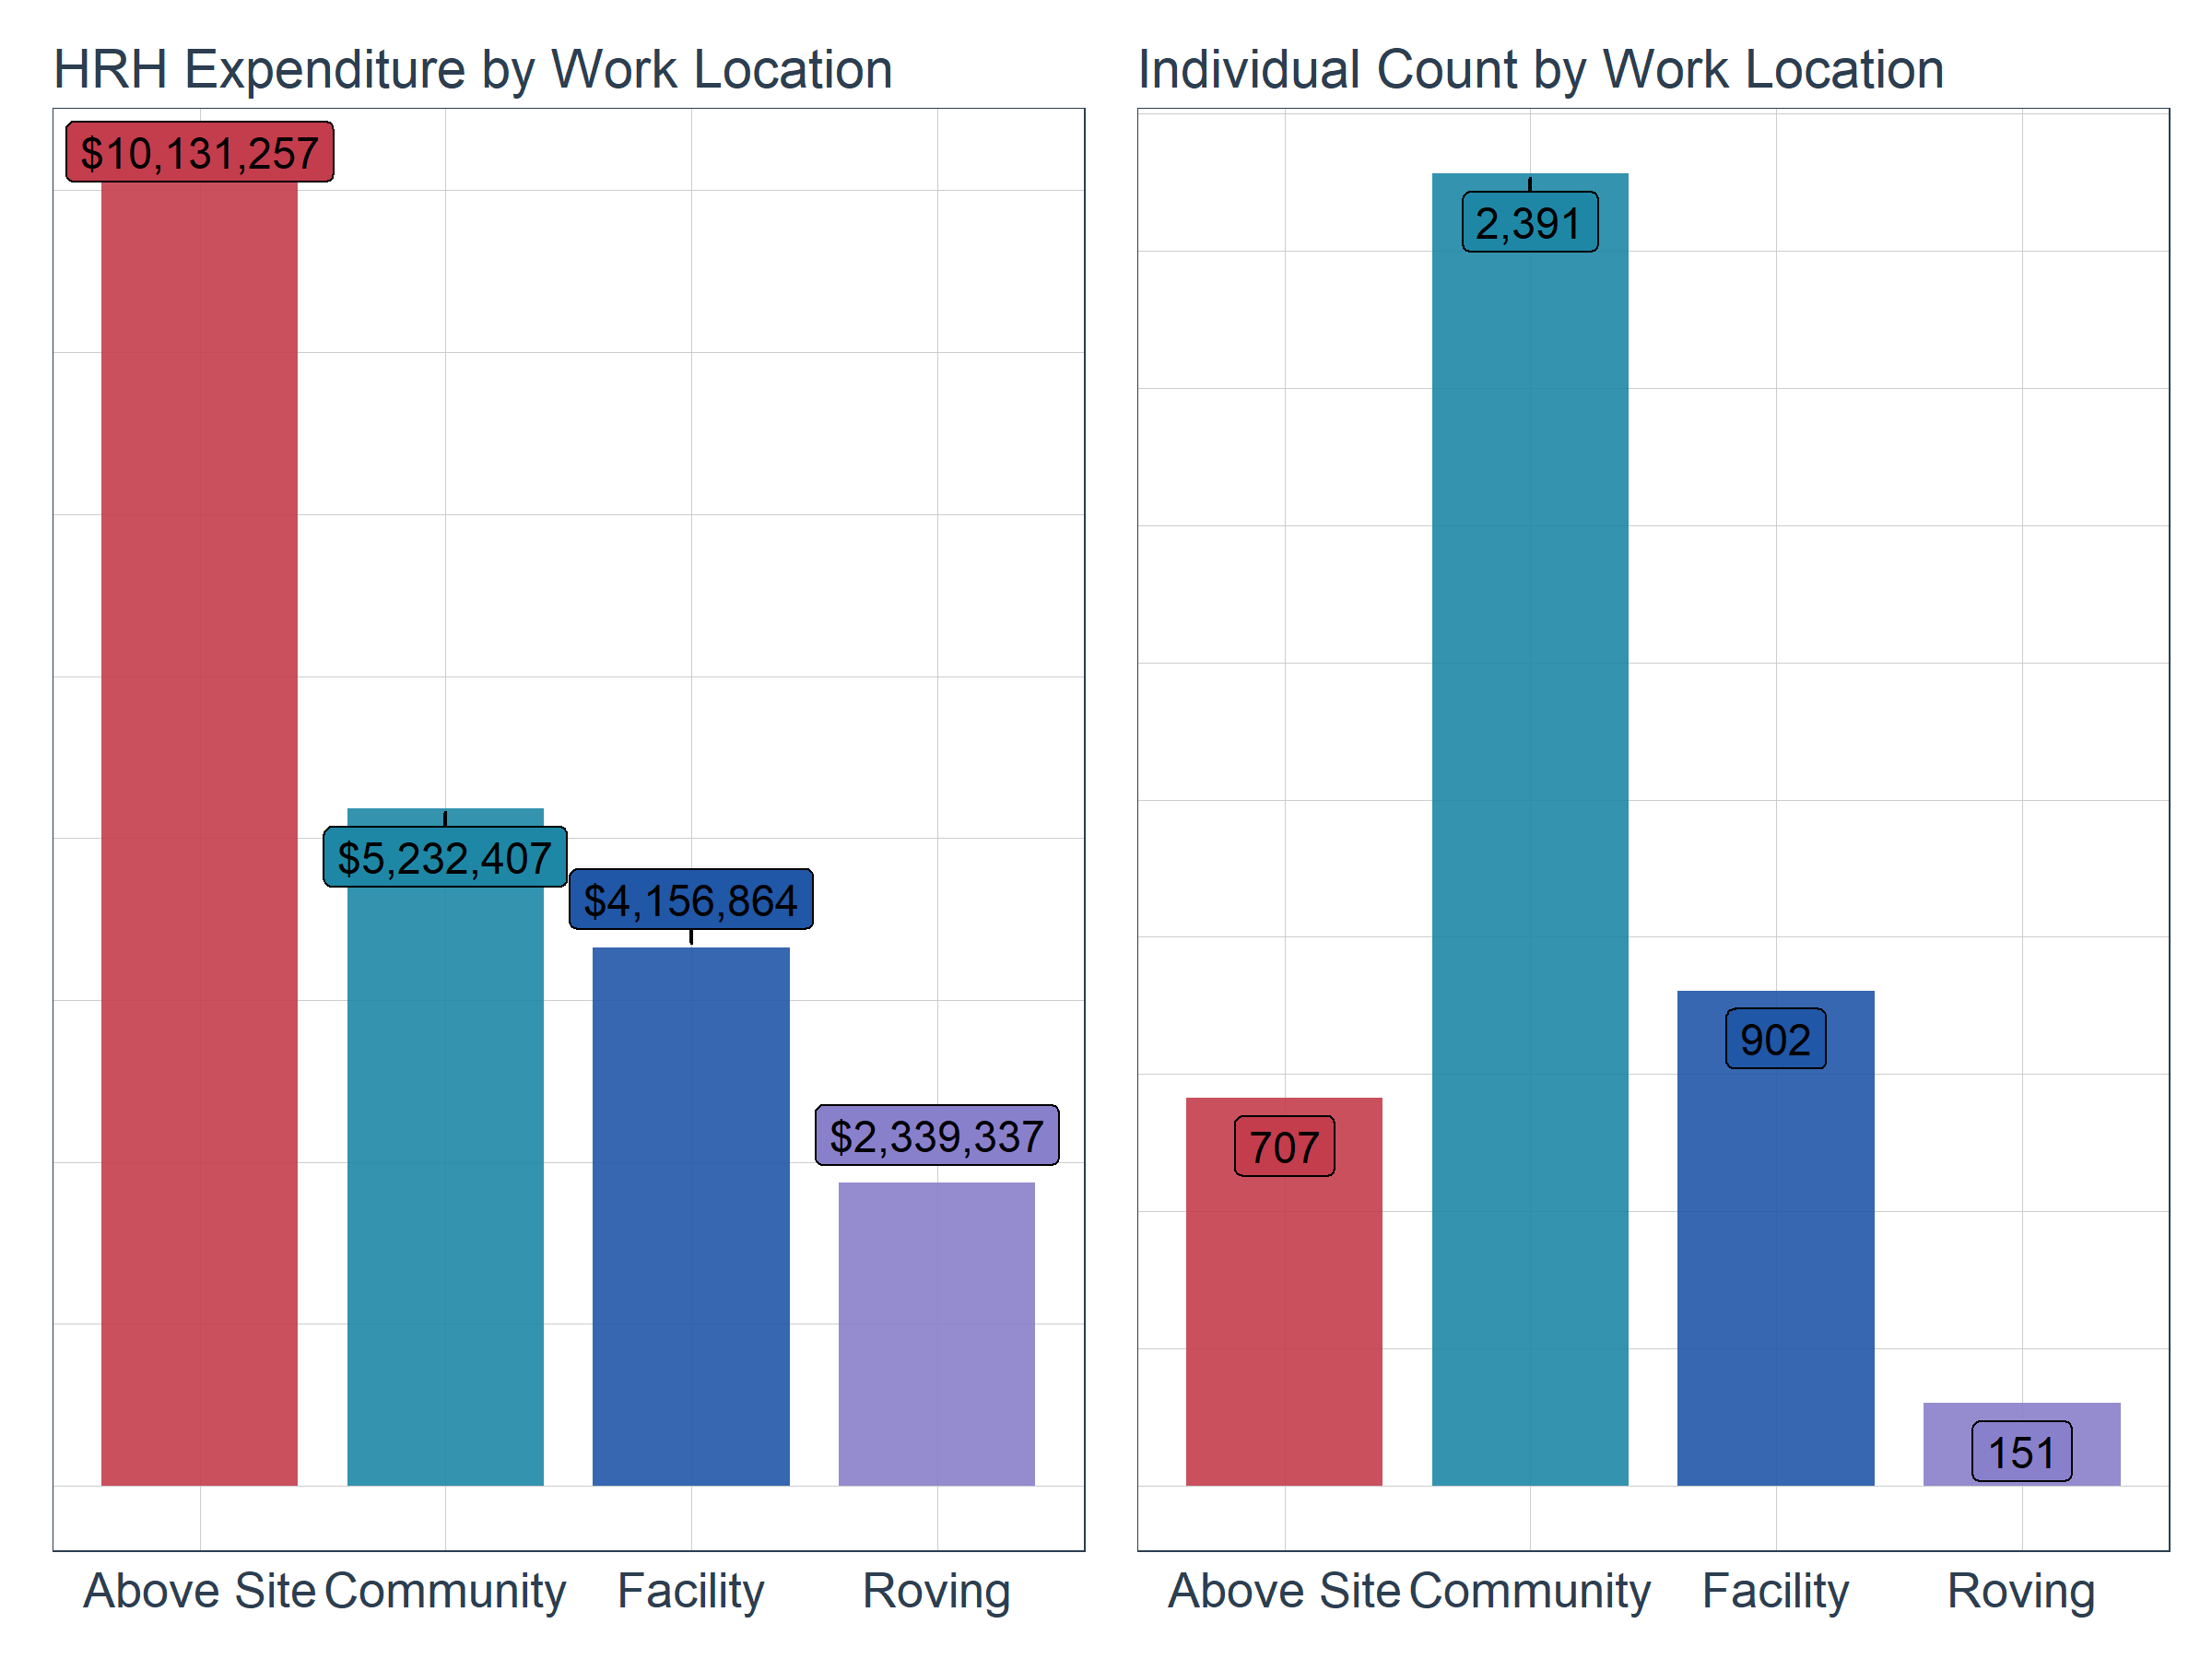 HRH Expenditure by Work Location
$10,131,257
$5,232,407
$4,156,864
$2,339,337
Above Site Community Facility Roving
Individual Count by Work Location
2,391
902
707
151
Above Site Community Facility Roving